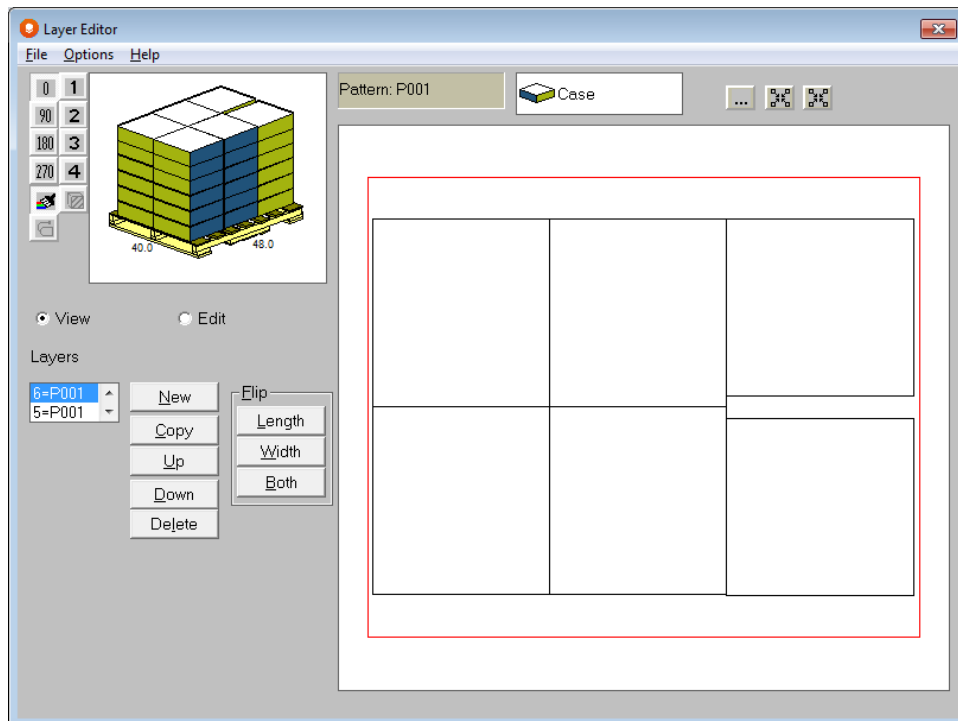 Layer Editor
File Options Help
0 1
90 2
180 3
270 4
40.0 48.0
Pattern: P001
Case
...
View Edit
Layers
6=P001
5=P001
New
Copy
Up
Down
Delete
Flip
Length
Width
Both